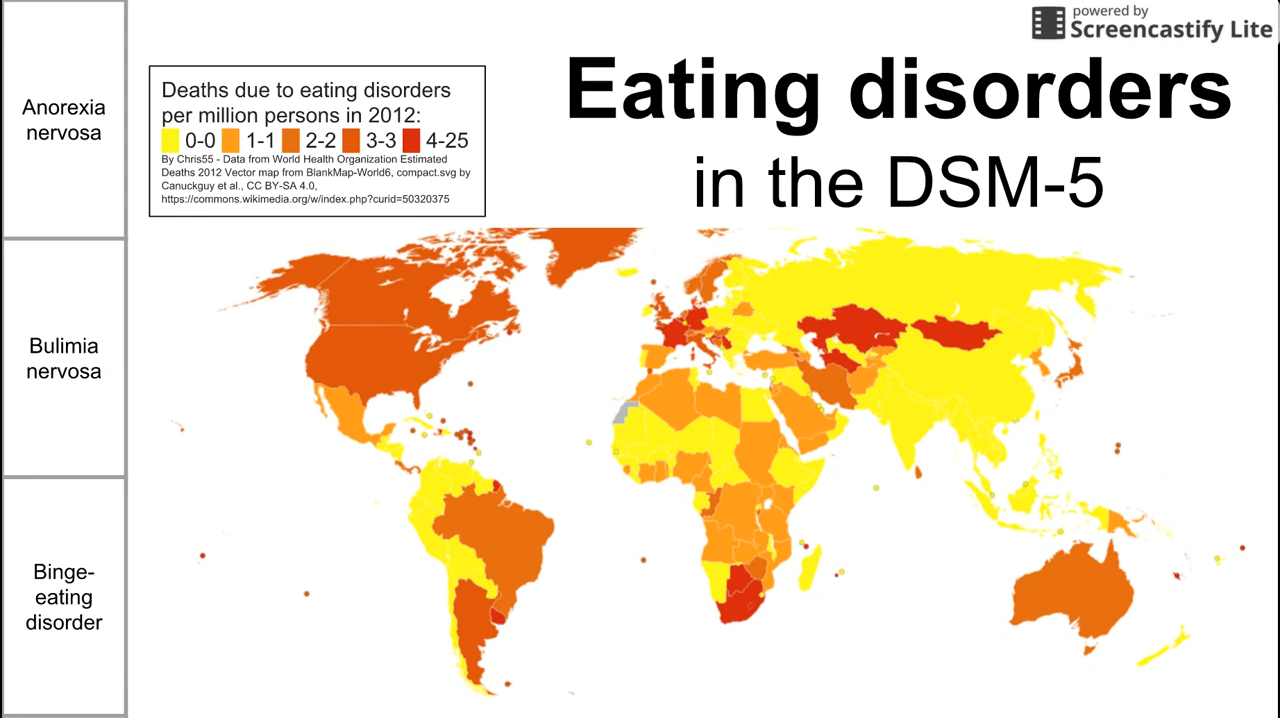 powered by
Screencastify Lite
Eating disorders
in the DSM-5
Anorexia
nervosa
Bulimia
nervosa
Binge-
eating
disorder
Deaths due to eating disorders
per million persons in 2012:
0-0 1-1 2-2 3-3 4-25
By Chris55 - Data from World Health Organization Estimated
Deaths 2012 Vector map from BlankMap-World6, compact.svg by
Canuckguy et al., CC BY-SA 4.0,
https://commons.wikimedia.org/w/index.php?curid=50320375